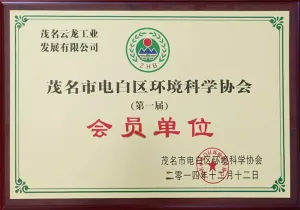 茂名云龙工业
发展有限公司
ZHB
茂名市电白区环境科学协会
(第一届)
会员单位
茂名市电白区环境科学协会
二〇一四年十二月十二日